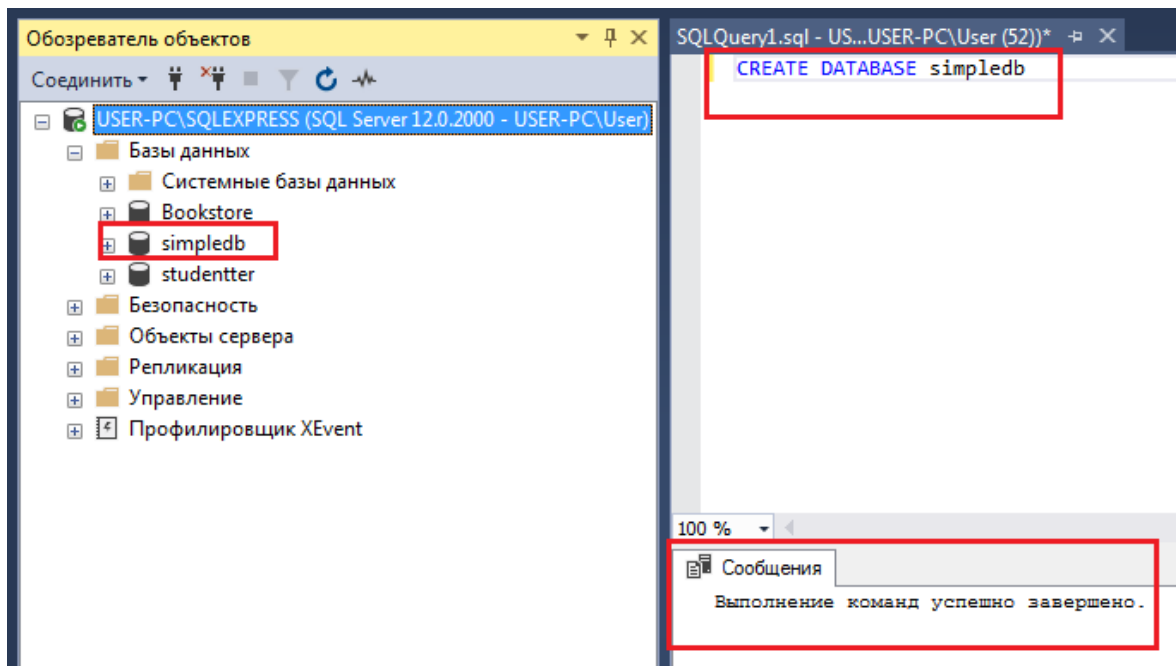 Обозреватель объектов
Соединить
USER-PC\SQLEXPRESS (SQL Server 12.0.2000 - USER-PC\User)
Базы данных
Системные базы данных
Bookstore
simpledb
studentter
Безопасность
Объекты сервера
Репликация
Управление
Профилировщик XEvent
SQLQuery1.sql - US...USER-PC\User (52))*
CREATE DATABASE simpledb
100 %
Сообщения
Выполнение команд успешно завершено.